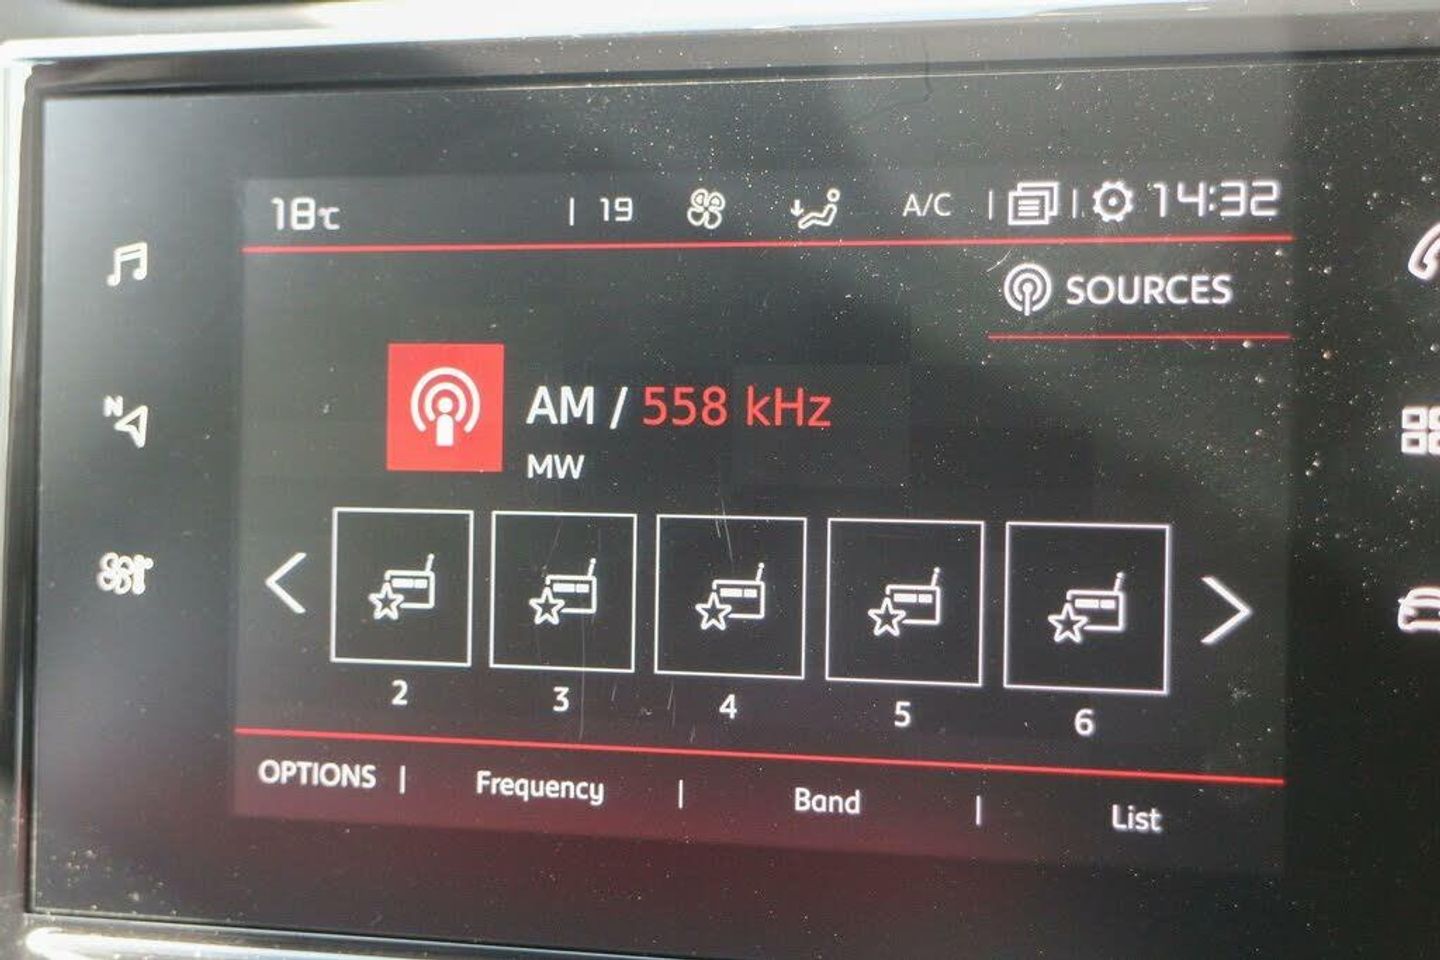 18℃ | 19 A/C | | 14:32
SOURCES
N
AM / 558 kHz
MW
2 3 4 5 6
OPTIONS | Frequency | Band | List